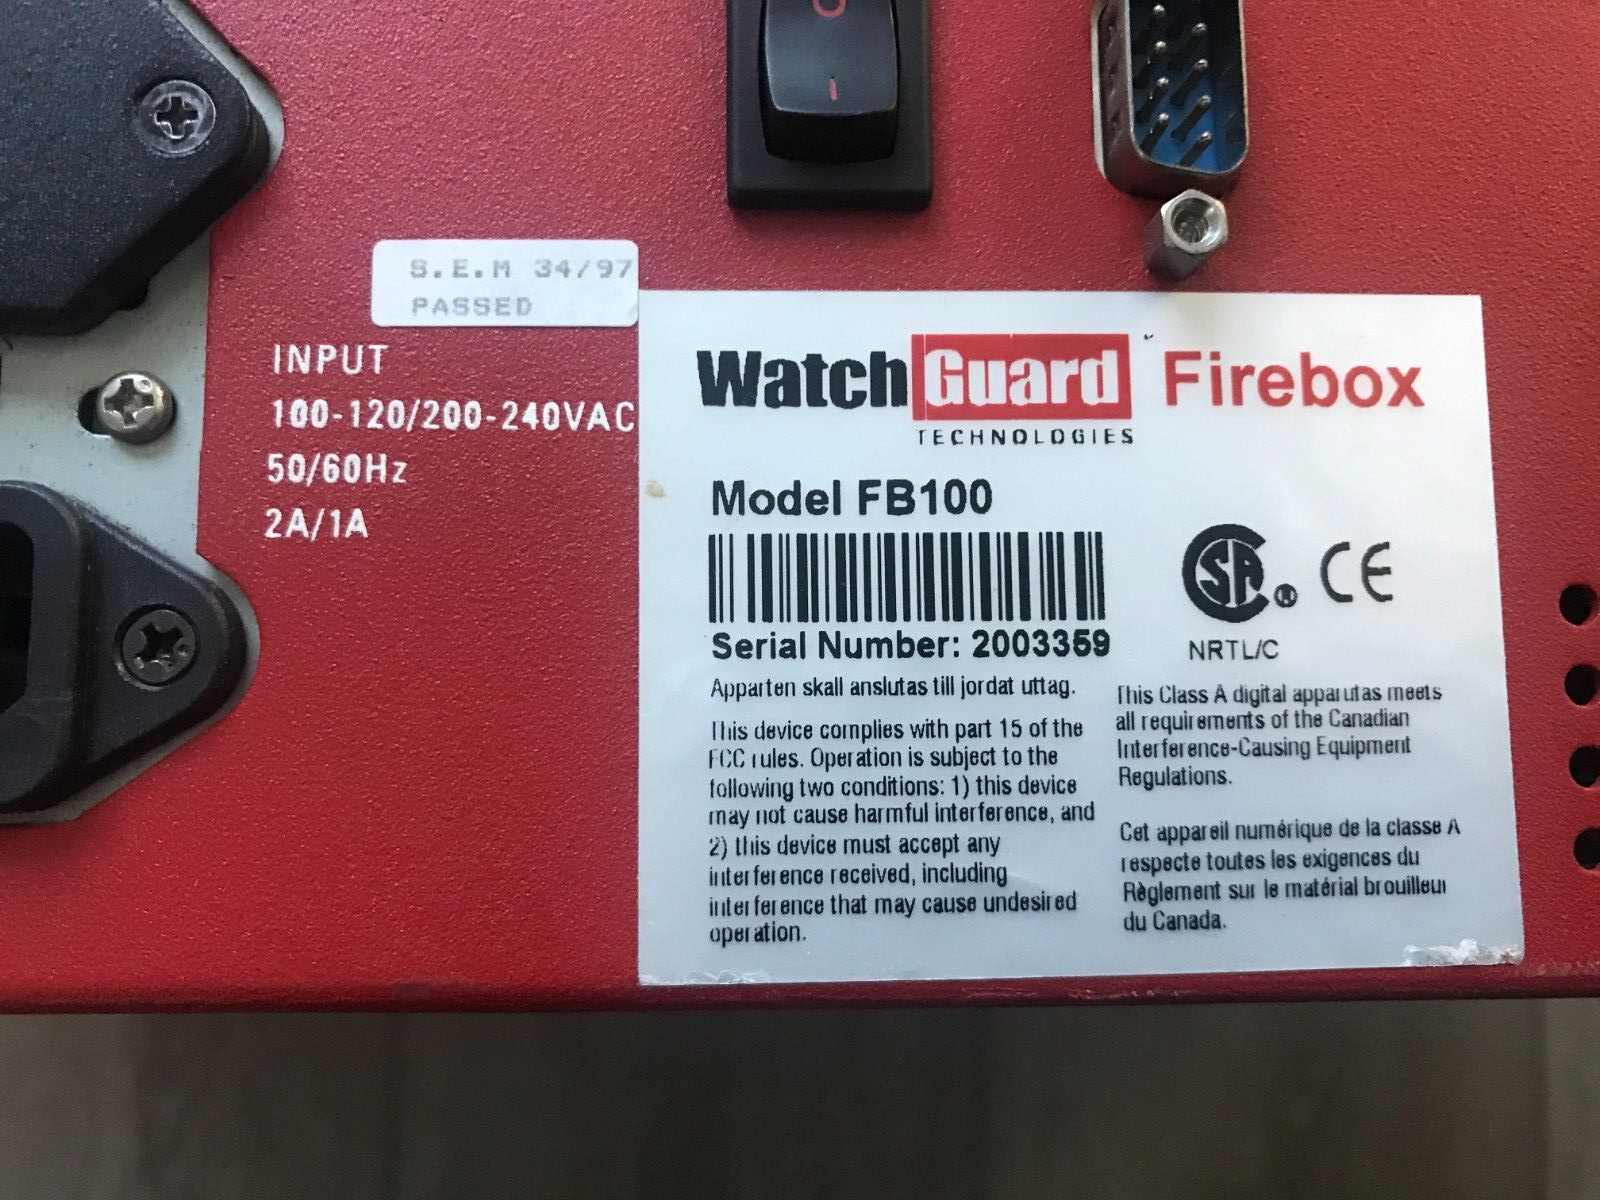 S.E.M 34/97
PASSED
INPUT
100-120/200-240VAC
50/60Hz
2A/1A
WatchGuard Firebox
TECHNOLOGIES
Model FB100
Serial Number: 2003359
CSA ® CE
NRTL/C
Apparten skall anslutas till jordat uttag.
This device complies with part 15 of the
FCC rules. Operation is subject to the
following two conditions: 1) this device
may not cause harmful interference, and
2) this device must accept any
interference received, including
interference that may cause undesired
operation.
This Class A digital apparutas meets
all requirements of the Canadian
Interference-Causing Equipment
Regulations.
Cet appareil numérique de la classe A
respecte toutes les exigences du
Règlement sur le matérial brouilleur
du Canada.